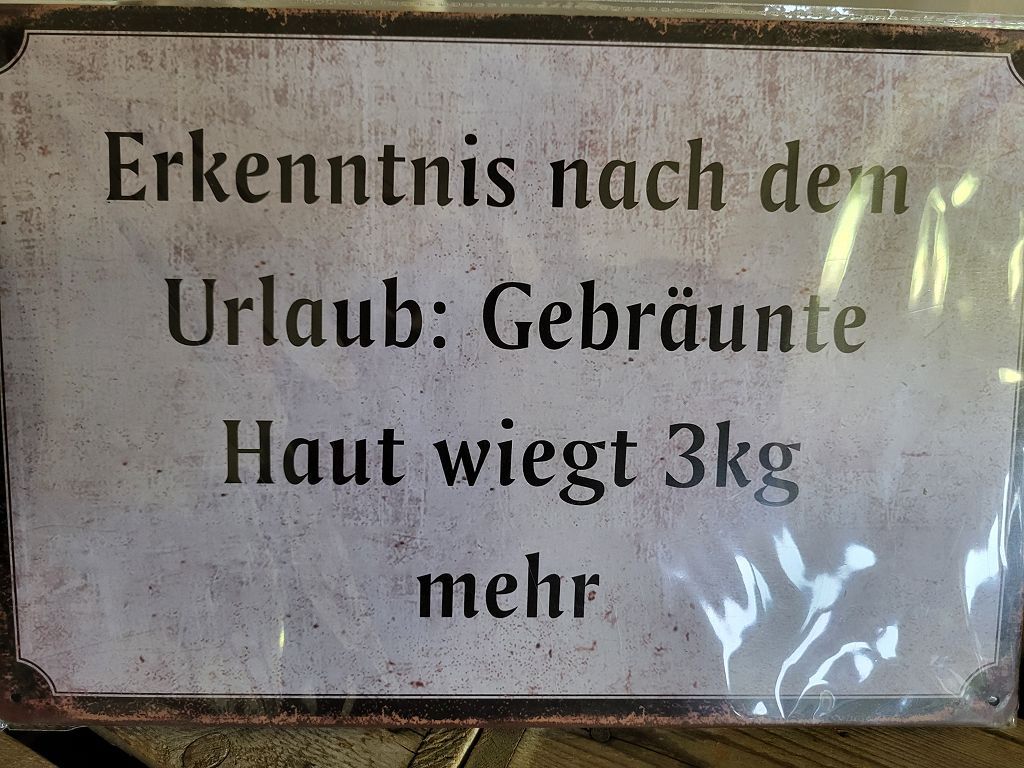 Erkenntnis nach dem
Urlaub: Gebräunte
Haut wiegt 3kg
mehr